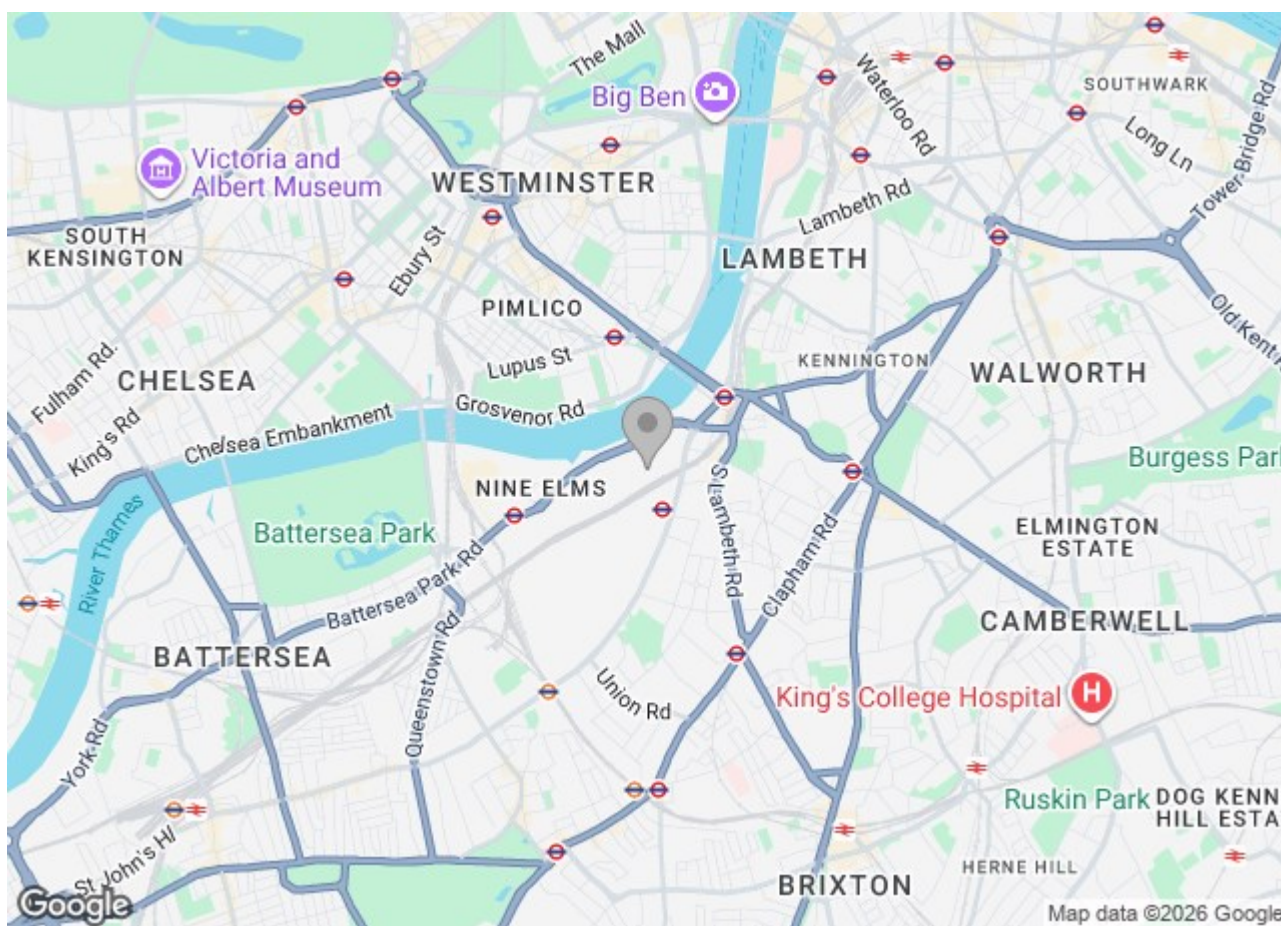 The Mall
Big Ben
Waterloo Rd
SOUTHWARK
Long Ln
Tower Bridge Rd
Victoria and
Albert Museum
WESTMINSTER
Lambeth Rd
SOUTH
KENSINGTON
Ebury St
LAMBETH
PIMLICO
Old Kent R
Fulham Rd.
CHELSEA
Lupus St
KENNINGTON
WALWORTH
King's Rd
Chelsea Embankment
Grosvenor Rd
Burgess Park
NINE ELMS
S Lambeth Rd
River Thames
Battersea Park
Clapham Rd
ELMINGTON
ESTATE
Battersea Park Rd
CAMBERWELL
BATTERSEA
Queenstown Rd
Union Rd
King's College Hospital
H
York Rd
Ruskin Park
DOG KENN
HILL ESTA
St John's Hl
HERNE HILL
BRIXTON
Google
Map data ©2026 Google